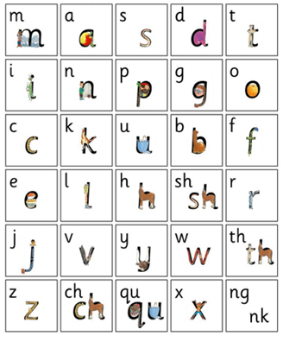 m a s d t
m a s d t
i n p g o
i n p g o
c k u b f
c k u b f
e l h sh r
e l h sh r
j v y w th
j v y w th
z ch qu x ng
z ch qu x nk